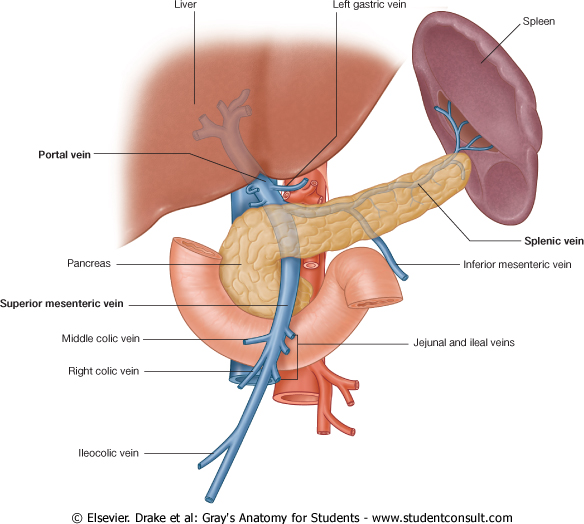 Liver
Left gastric vein
Spleen
Portal vein
Splenic vein
Pancreas
Inferior mesenteric vein
Superior mesenteric vein
Middle colic vein
Jejunal and ileal veins
Right colic vein
Ileocolic vein
© Elsevier. Drake et al: Gray's Anatomy for Students - www.studentconsult.com